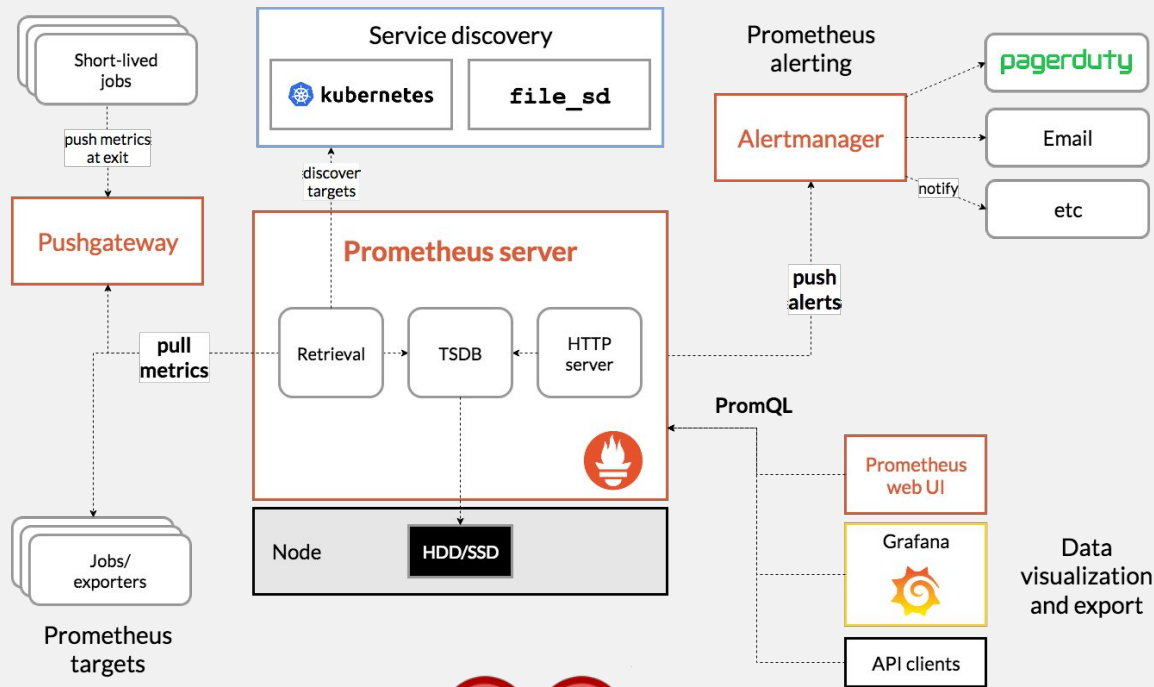 Short-lived
jobs
push metrics
at exit
Pushgateway
pull
metrics
Jobs/
exporters
Prometheus
targets
Service discovery
kubernetes
file_sd
discover
targets
Prometheus server
Retrieval
TSDB
HTTP
server
Node
HDD/SSD
Prometheus
alerting
Alertmanager
push
alerts
notify
pagerduty
Email
etc
PromQL
Prometheus
web UI
Grafana
API clients
Data
visualization
and export